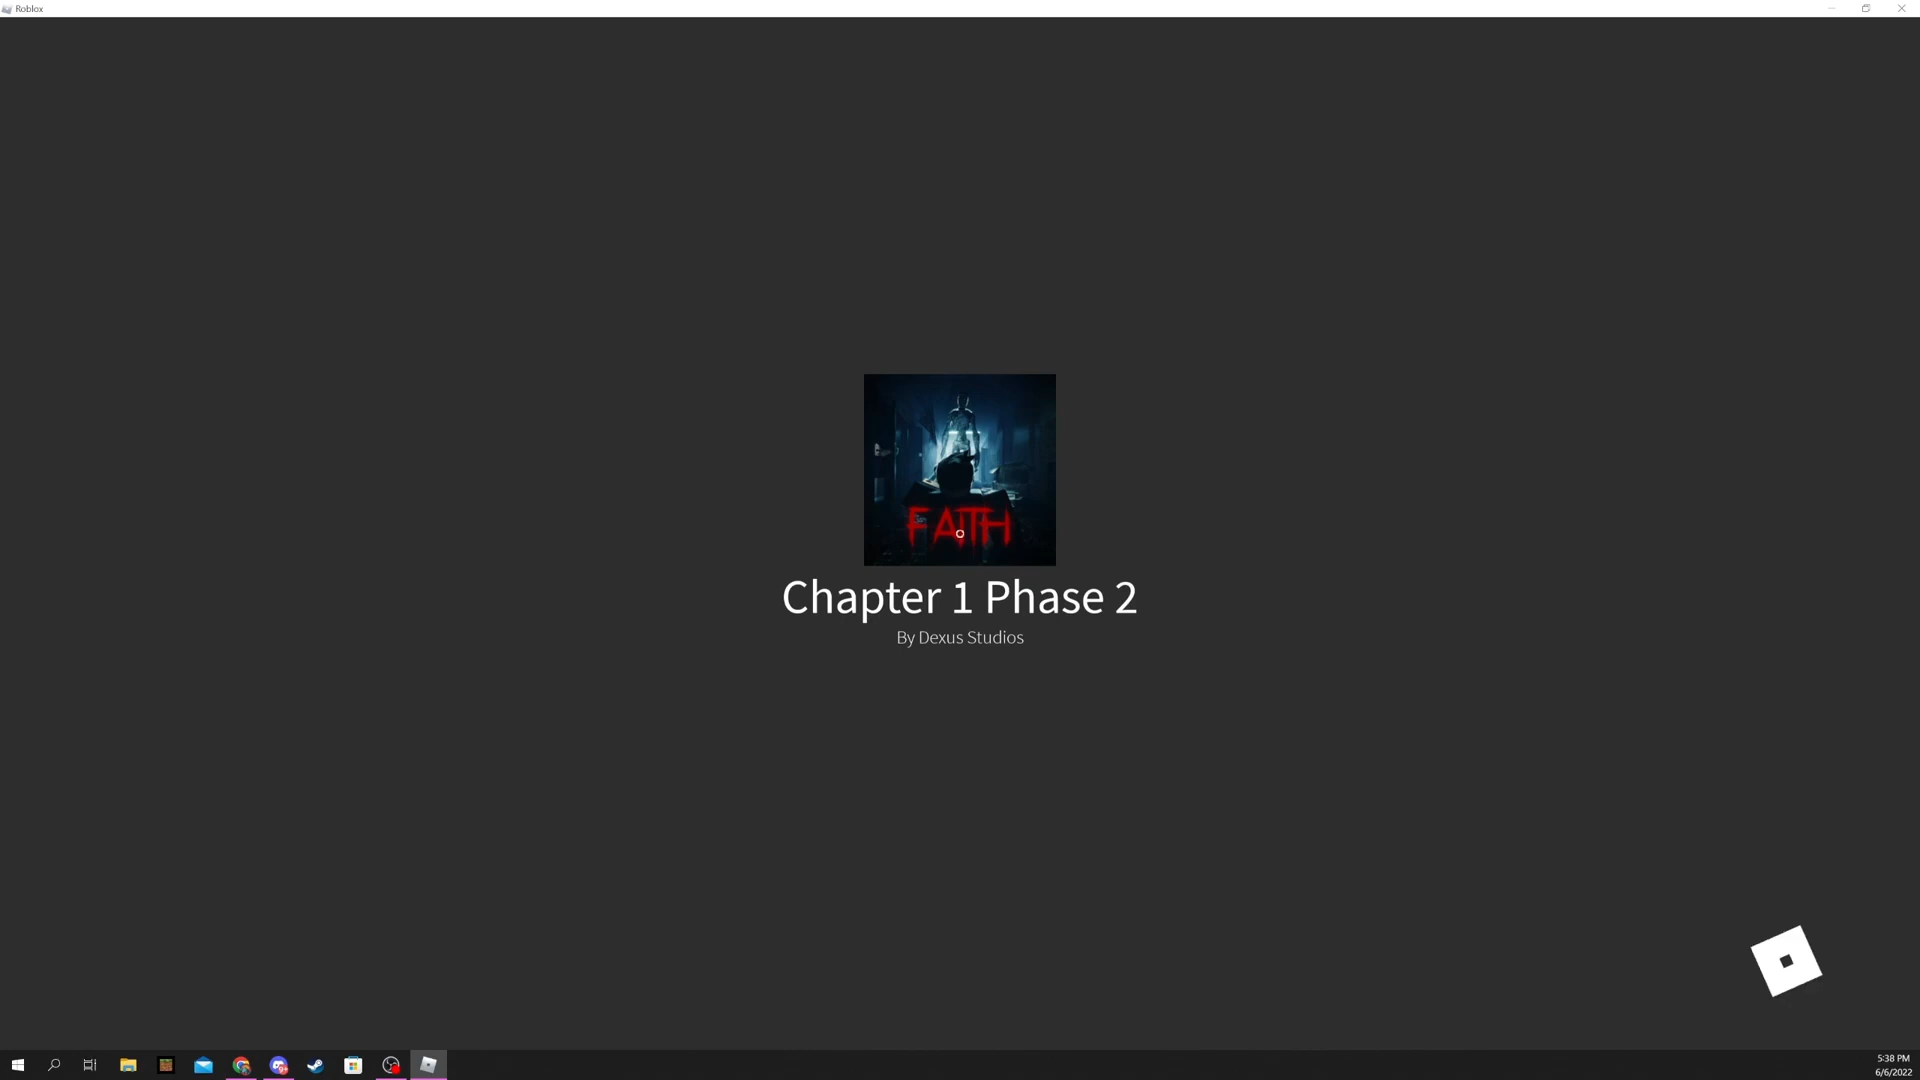 Roblox
FAITH
Chapter 1 Phase 2
By Dexus Studios
5:38 PM
6/6/2022